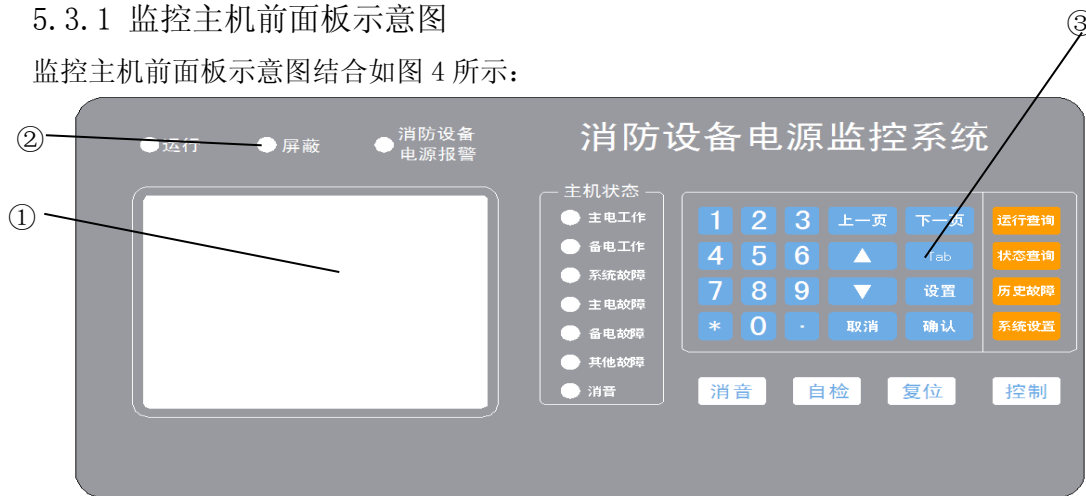 5.3.1 监控主机前面板示意图
③
监控主机前面板示意图结合如图 4 所示：
②
运行
屏蔽
消防设备
电源报警
消防设备电源监控系统
①
主机状态
主电工作
备电工作
系统故障
主电故障
备电故障
其他故障
消音
1 2 3 上一页 下一页 运行查询
4 5 6 ▲ Tab 状态查询
7 8 9 ▼ 设置 历史故障
* 0 · 取消 确认 系统设置
消音 自检 复位 控制